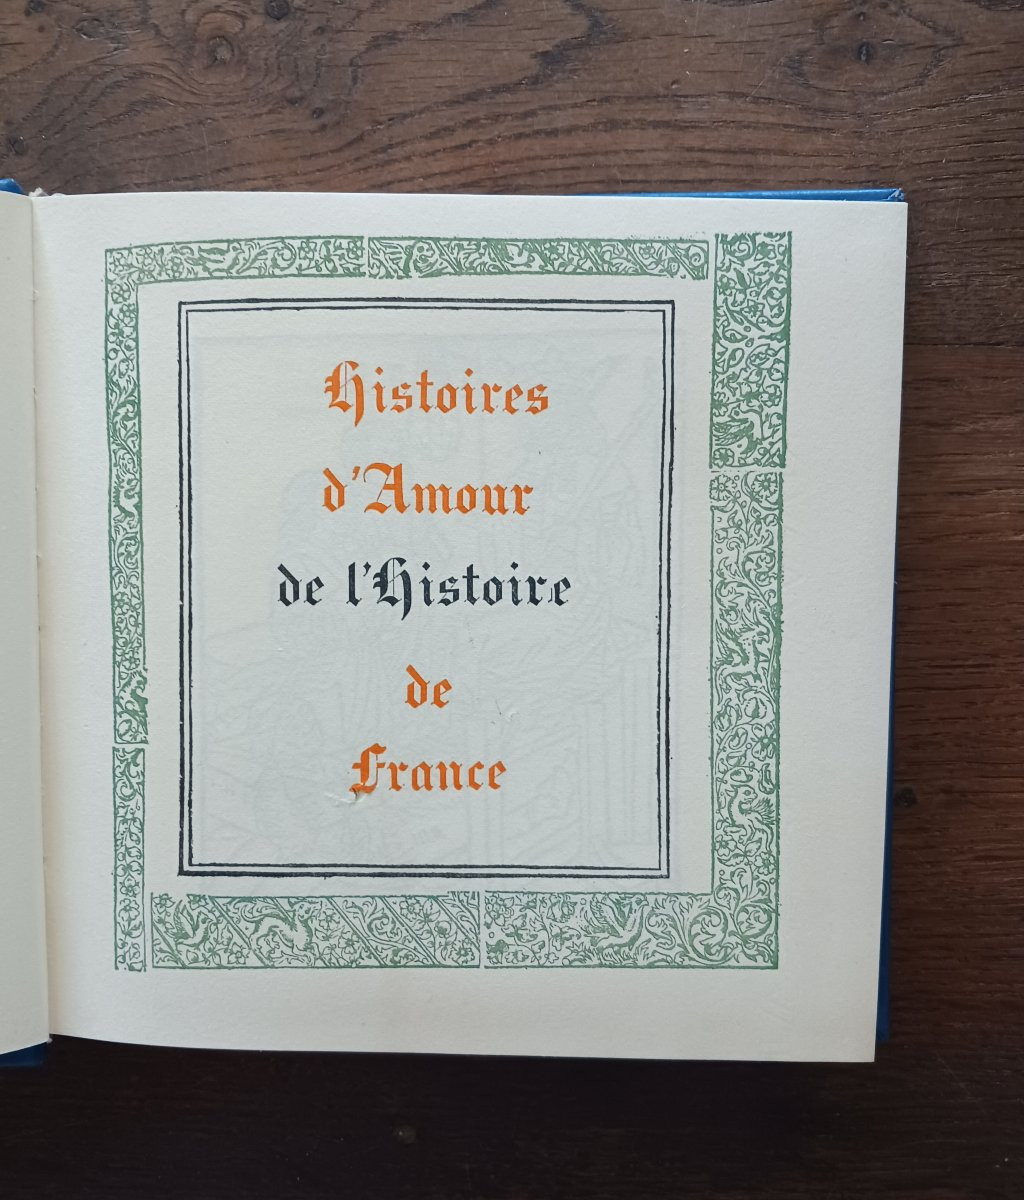 Histoires
d'Amour
de l'Histoire
de
France